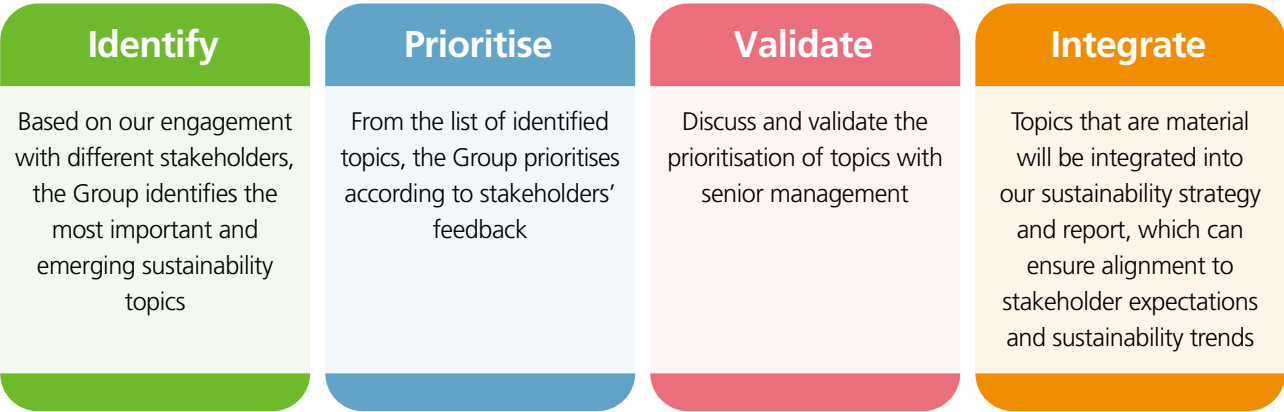 Identify
Based on our engagement
with different stakeholders,
the Group identifies the
most important and
emerging sustainability
topics
Prioritise
From the list of identified
topics, the Group prioritises
according to stakeholders’
feedback
Validate
Discuss and validate the
prioritisation of topics with
senior management
Integrate
Topics that are material
will be integrated into
our sustainability strategy
and report, which can
ensure alignment to
stakeholder expectations
and sustainability trends